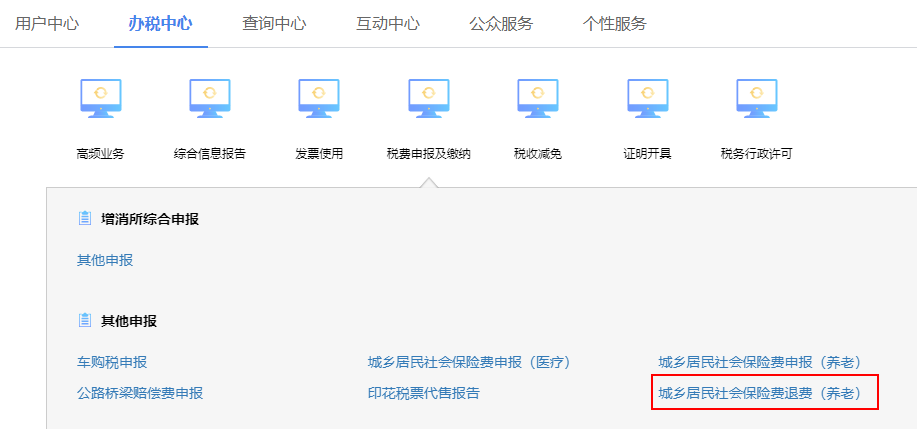 用户中心 办税中心 查询中心 互动中心 公众服务 个性服务
高频业务 综合信息报告 发票使用 税费申报及缴纳 税收减免 证明开具 税务行政许可
增消所综合申报
其他申报
其他申报
车购税申报 城乡居民社会保险费申报（医疗） 城乡居民社会保险费申报（养老）
公路桥梁赔偿费申报 印花税票代售报告 城乡居民社会保险费退费（养老）